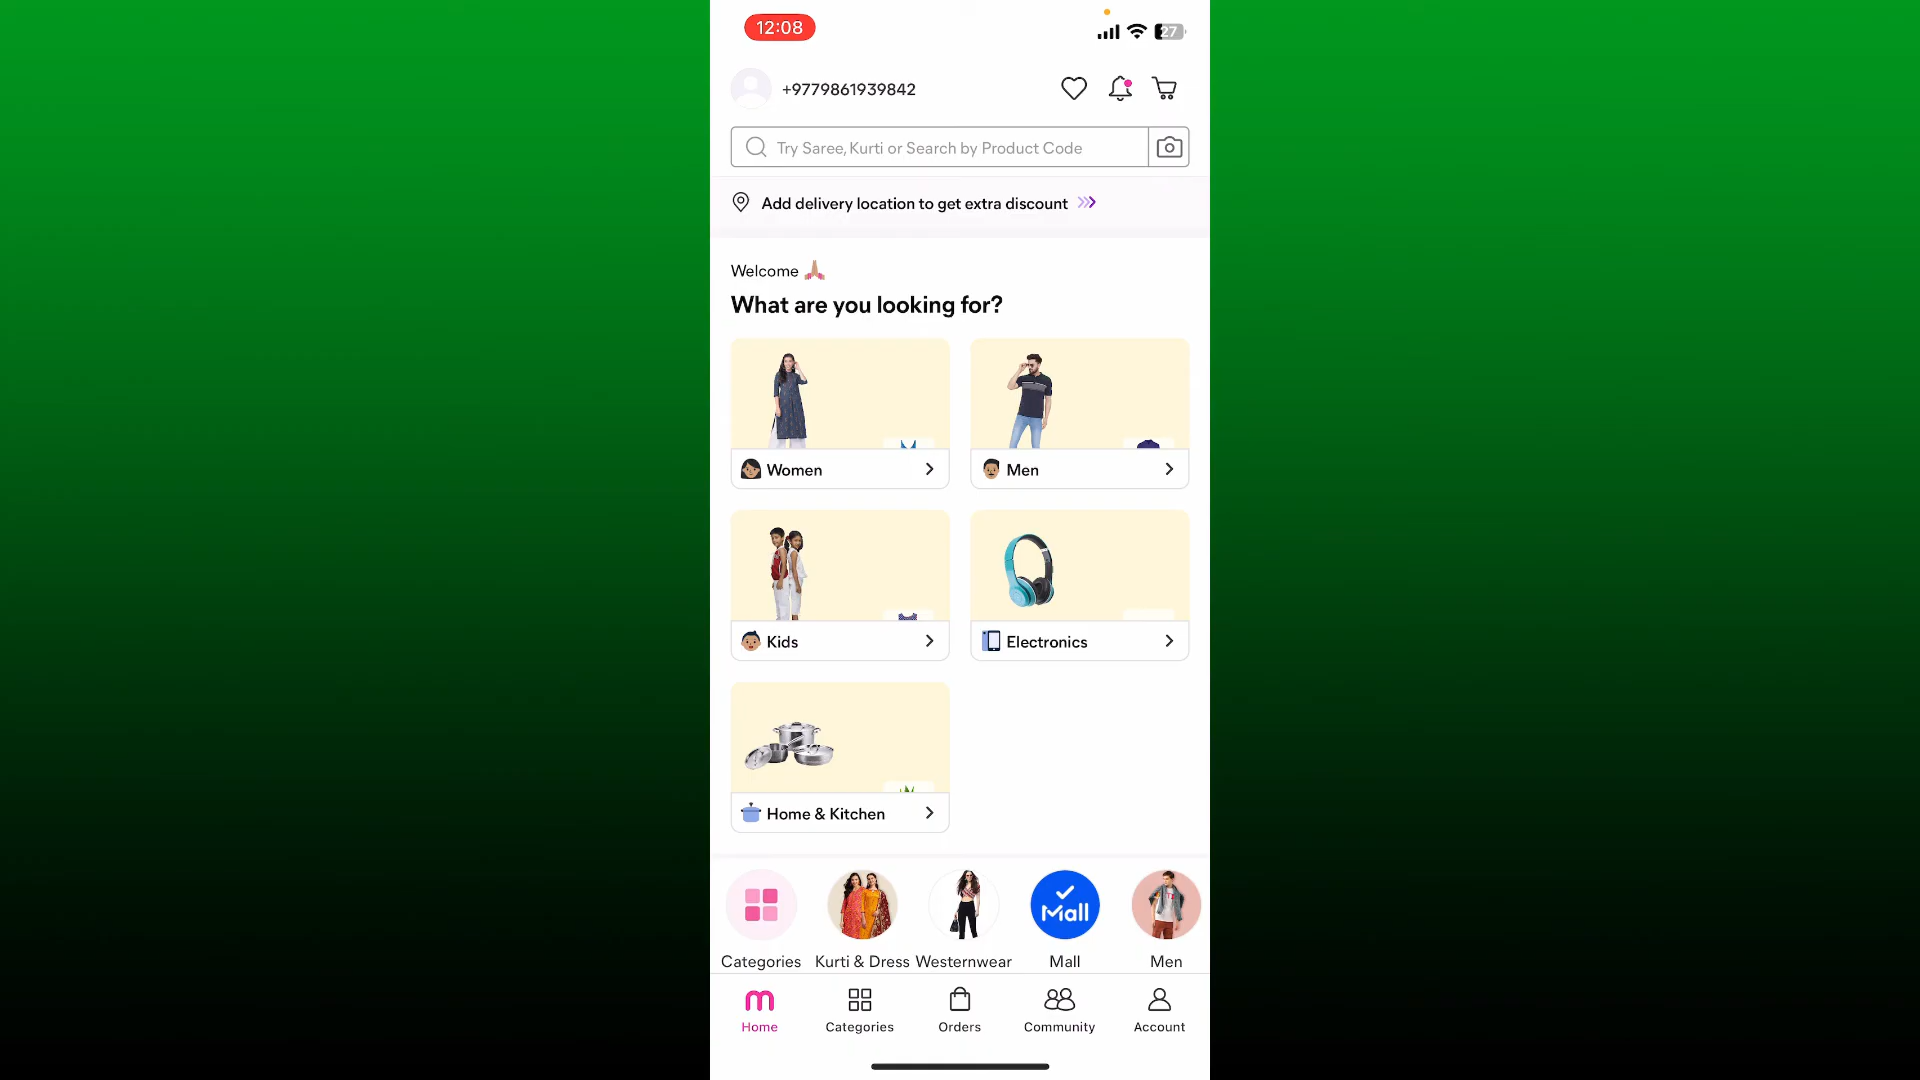 12:08
27
+9779861939842
Try Saree, Kurti or Search by Product Code
Add delivery location to get extra discount
Welcome
What are you looking for?
Women
Men
Kids
Electronics
Home & Kitchen
Mall
Categories
Kurti & Dress
Westernwear
Mall
Men
Home
Categories
Orders
Community
Account